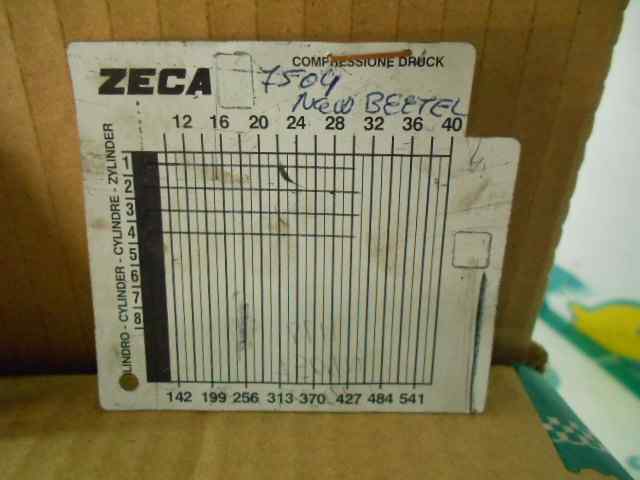 COMPRESSIONE DRUCK
ZECA 7504
New BEETEL
12 16 20 24 28 32 36 40
LINDRO - CYLINDER - CYLINDRE - ZYLINDER
1
2
3
4
5
6
7
8
142 199 256 313 370 427 484 541